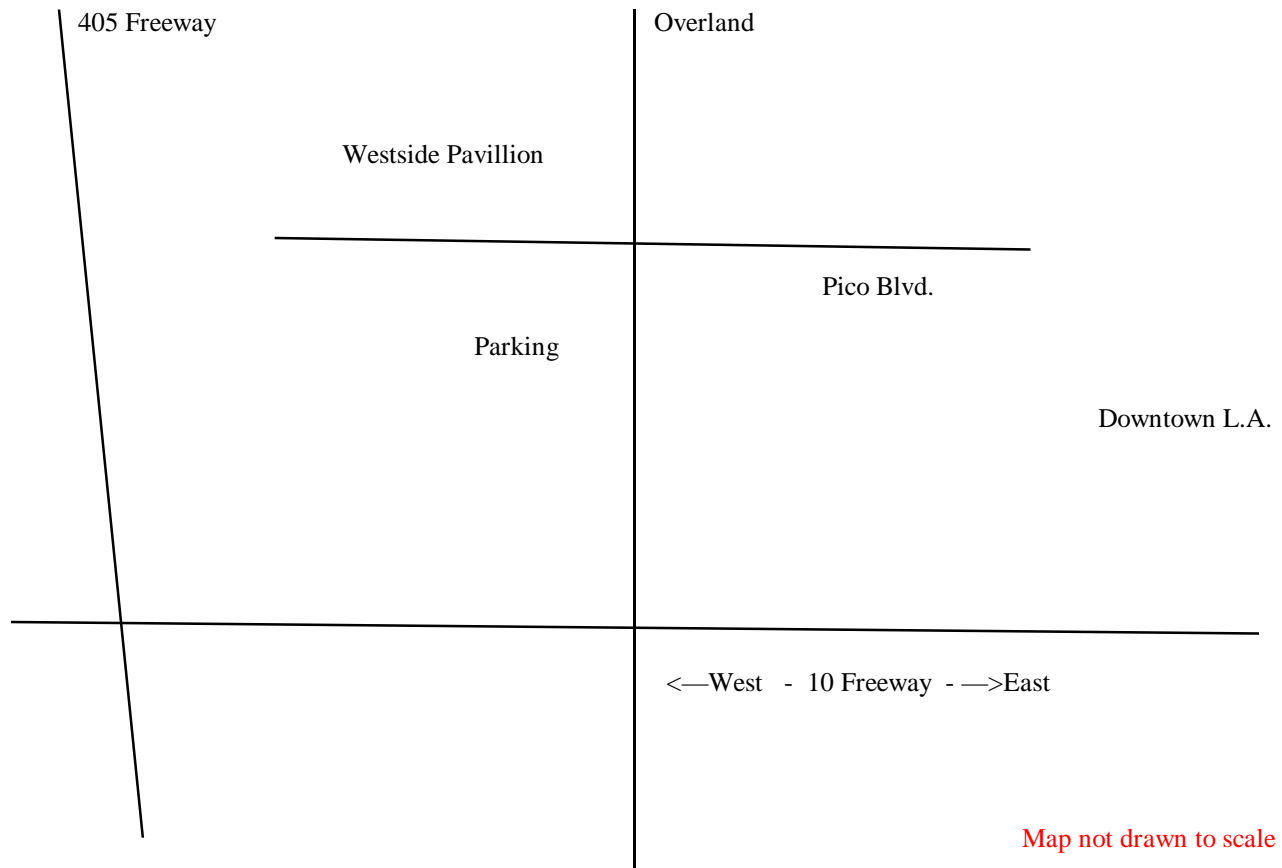 405 Freeway
Overland
Westside Pavillion
Pico Blvd.
Parking
Downtown L.A.
<—West - 10 Freeway - —>East
Map not drawn to scale